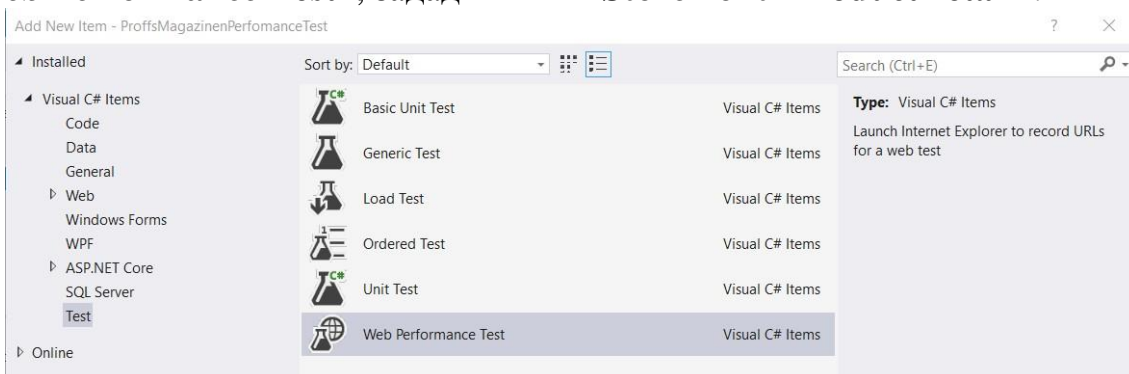 Add New Item - ProffsMagazinenPerfomanceTest
?
Installed
Sort by: Default
Search (Ctrl+E)
Visual C# Items
Code
Data
General
Web
Windows Forms
WPF
ASP.NET Core
SQL Server
Test
Online
Basic Unit Test Visual C# Items
Generic Test Visual C# Items
Load Test Visual C# Items
Ordered Test Visual C# Items
Unit Test Visual C# Items
Web Performance Test Visual C# Items
Type: Visual C# Items
Launch Internet Explorer to record URLs
for a web test